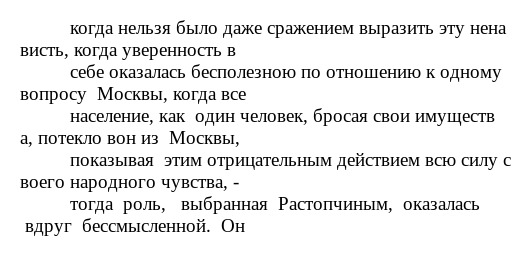 когда нельзя было даже сражением выразить эту нена
висть, когда уверенность в
себе оказалась бесполезною по отношению к одному
вопросу  Москвы, когда все
население, как  один человек, бросая свои имуществ
а, потекло вон из  Москвы,
показывая  этим отрицательным действием всю силу с
воего народного чувства, -
тогда  роль,   выбранная  Растопчиным,  оказалась
вдруг  бессмысленной.  Он